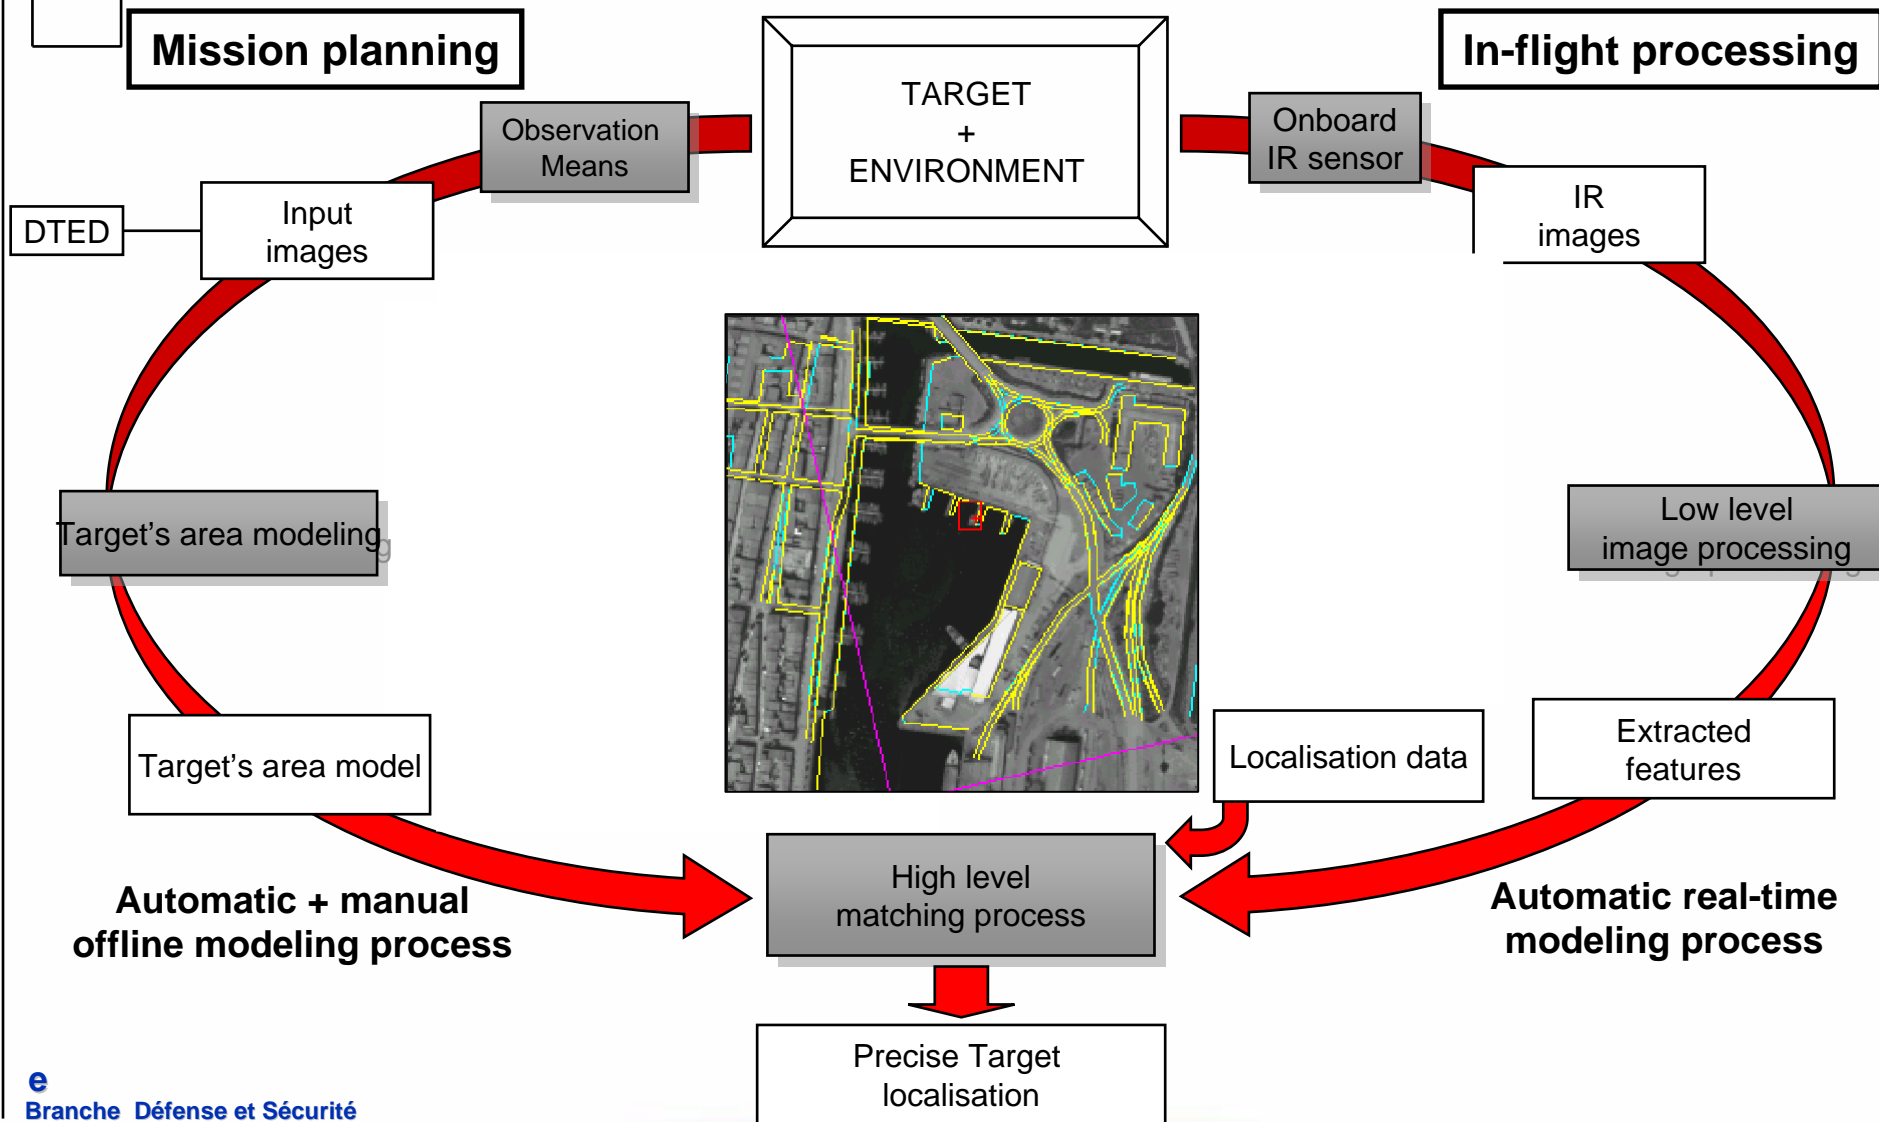 Mission planning
In-flight processing
TARGET
+
ENVIRONMENT
Observation
Means
Onboard
IR sensor
DTED
Input
images
IR
images
Target's area modeling
Low level
image processing
Target's area model
Localisation data
Extracted
features
High level
matching process
Automatic + manual
offline modeling process
Automatic real-time
modeling process
Precise Target
localisation
e
Branche Défense et Sécurité